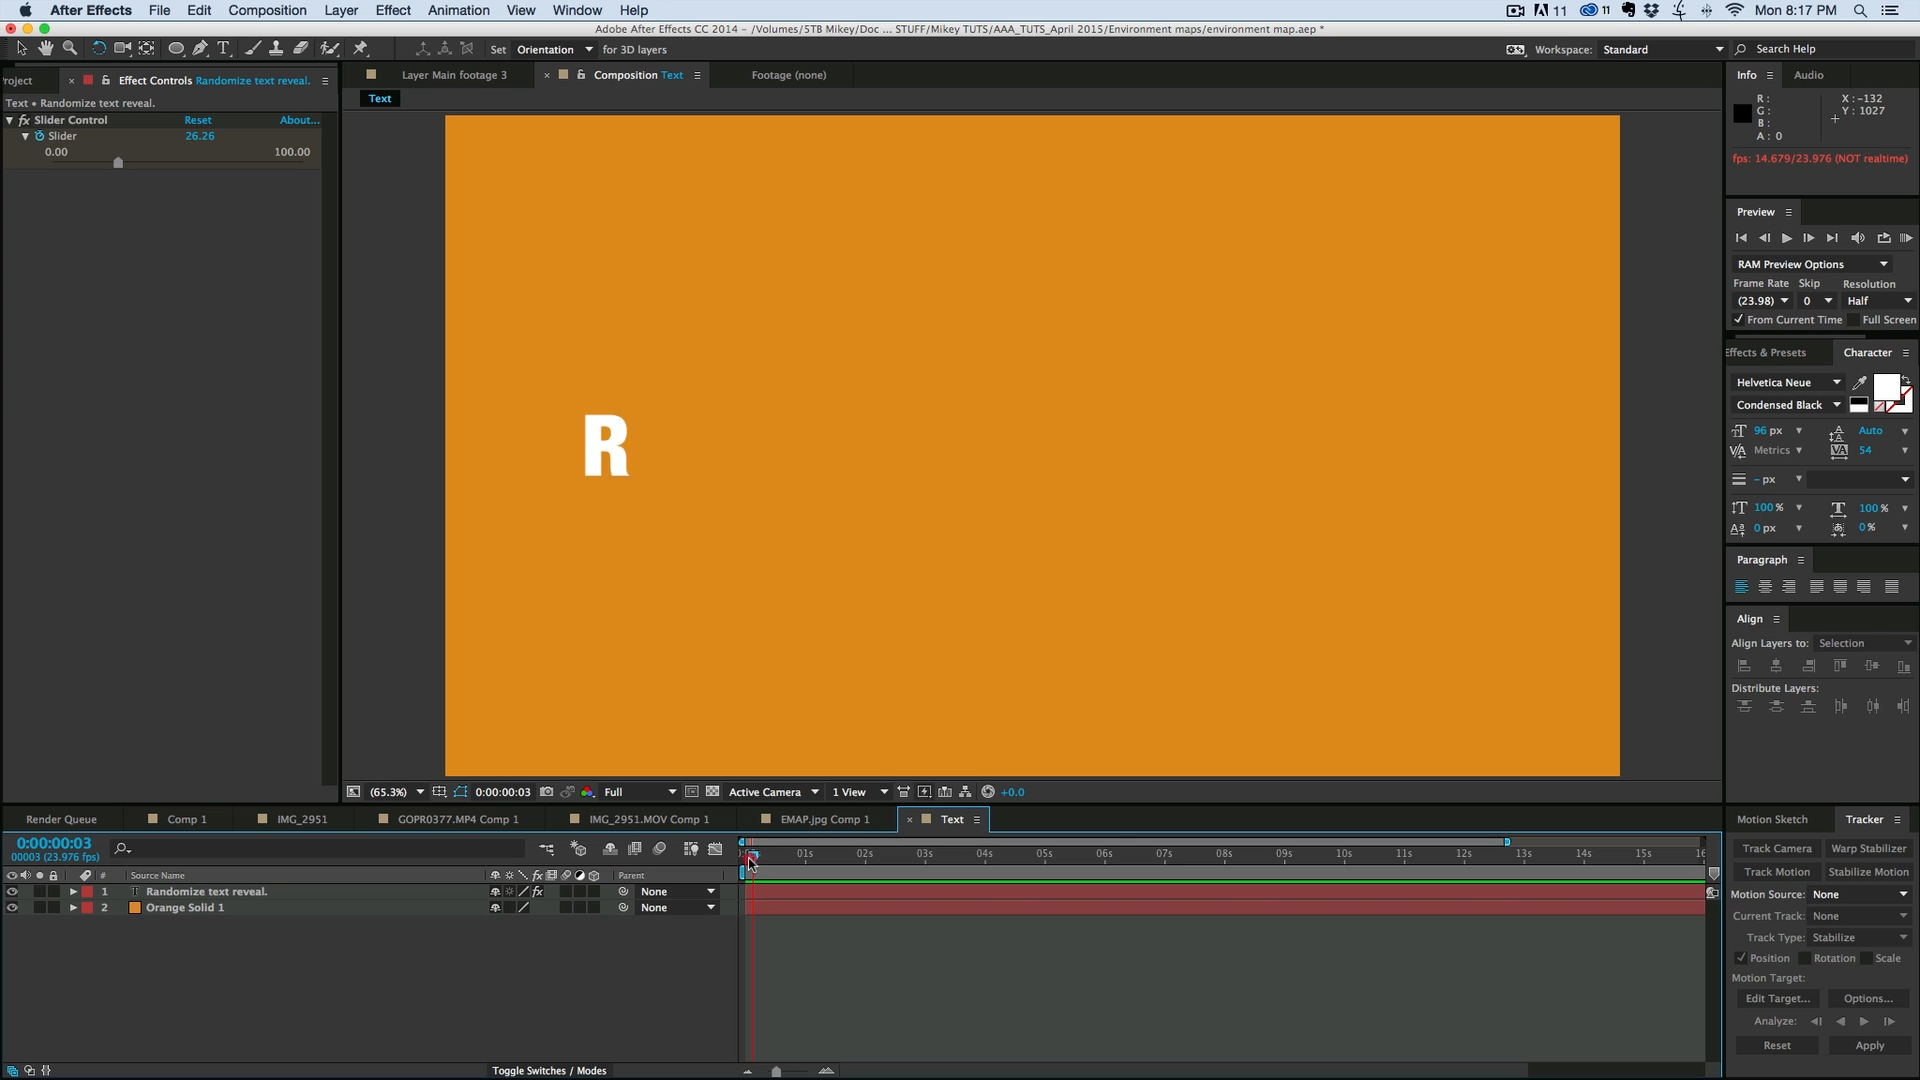 After Effects File Edit Composition Layer Effect Animation View Window Help 11 11 Mon 8:17 PM
Adobe After Effects CC 2014 - /Volumes/5TB Mikey/Doc ... STUFF/Mikey TUTS/AAA_TUTS_April 2015/Environment maps/environment map.aep *
Set Orientation for 3D layers Workspace: Standard Search Help
roject Effect Controls Randomize text reveal. Layer Main footage 3 Composition Text Footage (none) Info Audio
Text • Randomize text reveal. Text
fx Slider Control Reset About...
Slider 26.26
0.00 100.00
R
R :
G :
B :
A : 0
X : -132
Y : 1027
fps: 14.679/23.976 (NOT realtime)
Preview
RAM Preview Options
Frame Rate Skip Resolution
(23.98) 0 Half
From Current Time Full Screen
Effects & Presets Character
Helvetica Neue
Condensed Black
96 px Auto
Metrics 54
- px
100 % 100 %
0 px 0 %
Paragraph
Align
Align Layers to: Selection
Distribute Layers:
(65.3%) 0:00:00:03 Full Active Camera 1 View +0.0
Render Queue Comp 1 IMG_2951 GOPR0377.MP4 Comp 1 IMG_2951.MOV Comp 1 EMAP.jpg Comp 1 Text
0:00:00:03
00003 (23.976 fps)
01s 02s 03s 04s 05s 06s 07s 08s 09s 10s 11s 12s 13s 14s 15s 16
# Source Name fx Parent
1 T Randomize text reveal. fx None
2 Orange Solid 1 None
Toggle Switches / Modes
Motion Sketch Tracker
Track Camera Warp Stabilizer
Track Motion Stabilize Motion
Motion Source: None
Current Track: None
Track Type: Stabilize
Position Rotation Scale
Motion Target:
Edit Target... Options...
Analyze:
Reset Apply